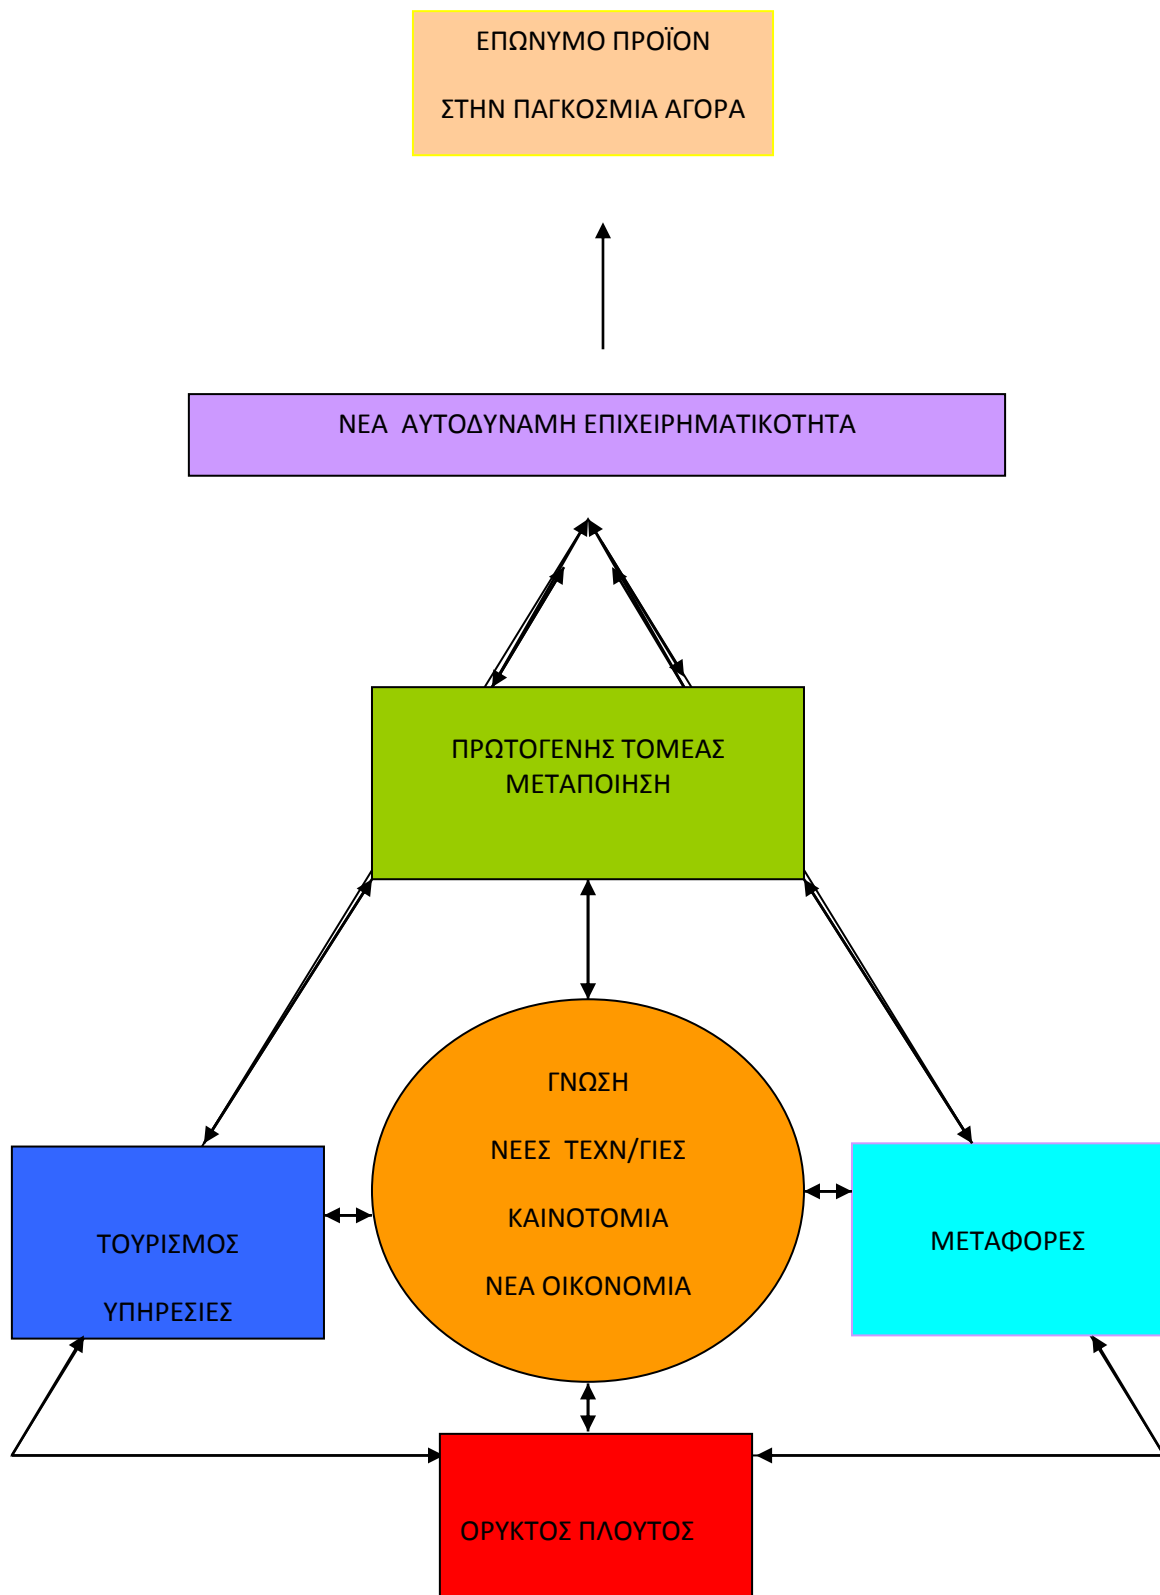 ΕΠΩΝΥΜΟ ΠΡΟΪΟΝ
ΣΤΗΝ ΠΑΓΚΟΣΜΙΑ ΑΓΟΡΑ
ΝΕΑ ΑΥΤΟΔΥΝΑΜΗ ΕΠΙΧΕΙΡΗΜΑΤΙΚΟΤΗΤΑ
ΠΡΩΤΟΓΕΝΗΣ ΤΟΜΕΑΣ
ΜΕΤΑΠΟΙΗΣΗ
ΓΝΩΣΗ
ΝΕΕΣ ΤΕΧΝ/ΓΙΕΣ
ΚΑΙΝΟΤΟΜΙΑ
ΝΕΑ ΟΙΚΟΝΟΜΙΑ
ΤΟΥΡΙΣΜΟΣ
ΥΠΗΡΕΣΙΕΣ
ΜΕΤΑΦΟΡΕΣ
ΟΡΥΚΤΟΣ ΠΛΟΥΤΟΣ